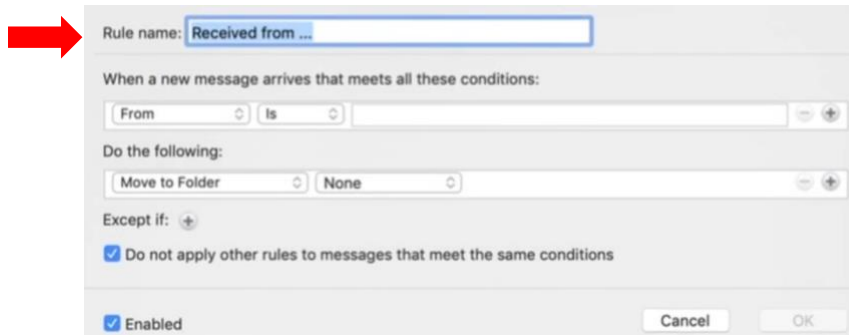 Rule name: Received from ...
When a new message arrives that meets all these conditions:
From Is
Do the following:
Move to Folder None
Except if:
Do not apply other rules to messages that meet the same conditions
Enabled Cancel OK